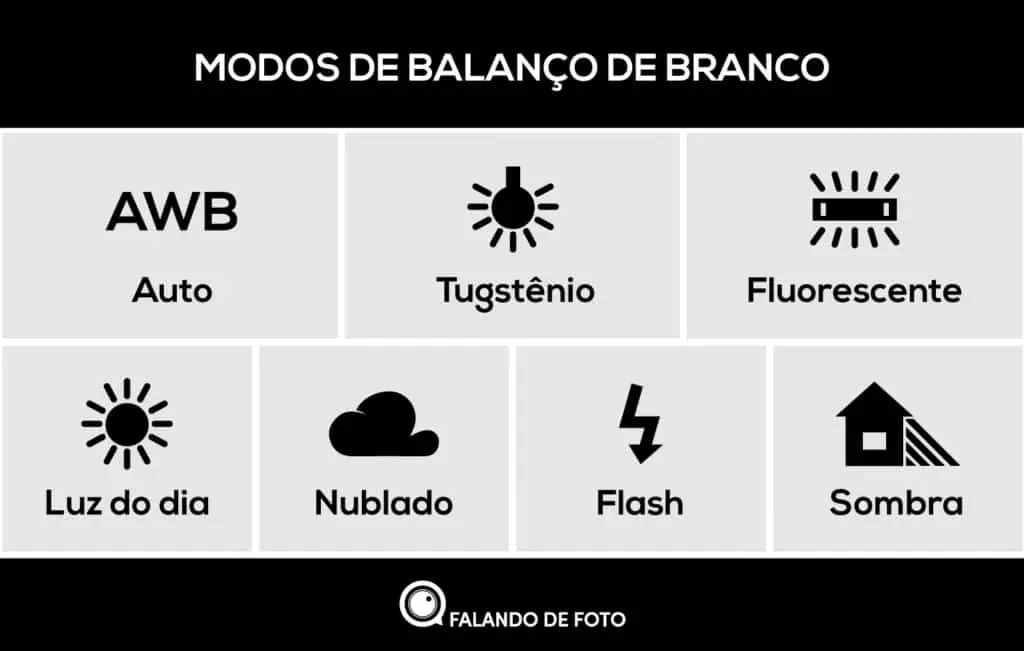 MODOS DE BALANÇO DE BRANCO
AWB
Auto
Tugstênio
Fluorescente
Luz do dia
Nublado
Flash
Sombra
FALANDO DE FOTO